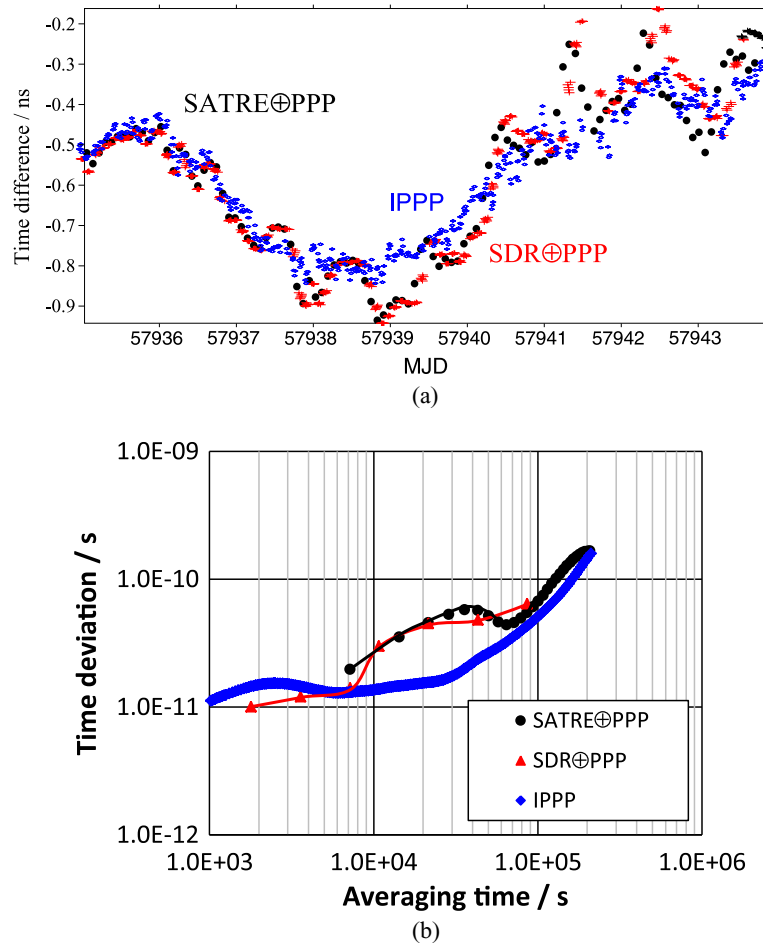 -0.2
-0.3
-0.4
-0.5
-0.6
-0.7
-0.8
-0.9
Time difference / ns
SATRE⊕PPP
IPPP
SDR⊕PPP
57936 57937 57938 57939 57940 57941 57942 57943
MJD
(a)
1.0E-09
1.0E-10
1.0E-11
1.0E-12
Time deviation / s
SATRE⊕PPP
SDR⊕PPP
IPPP
1.0E+03 1.0E+04 1.0E+05 1.0E+06
Averaging time / s
(b)